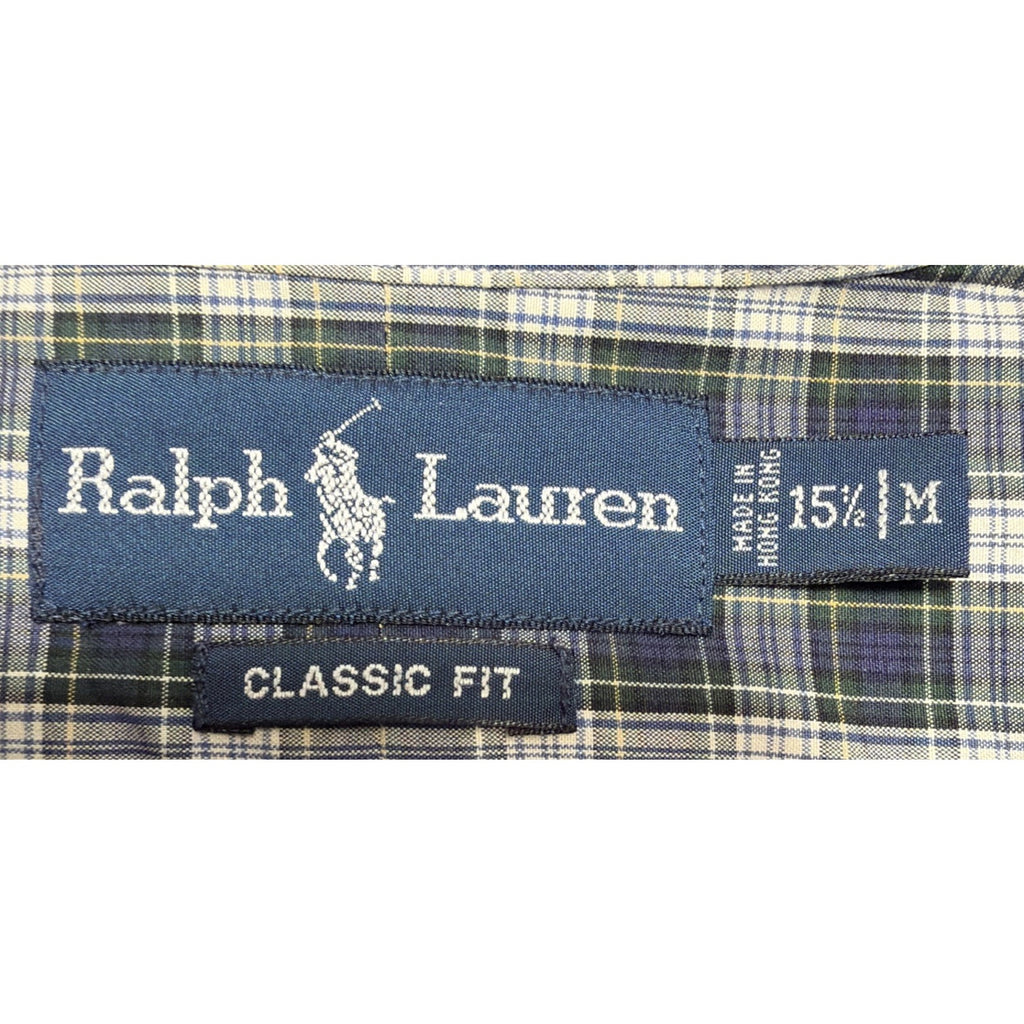 Ralph Lauren
MADE IN
HONG KONG
15½ | M
CLASSIC FIT